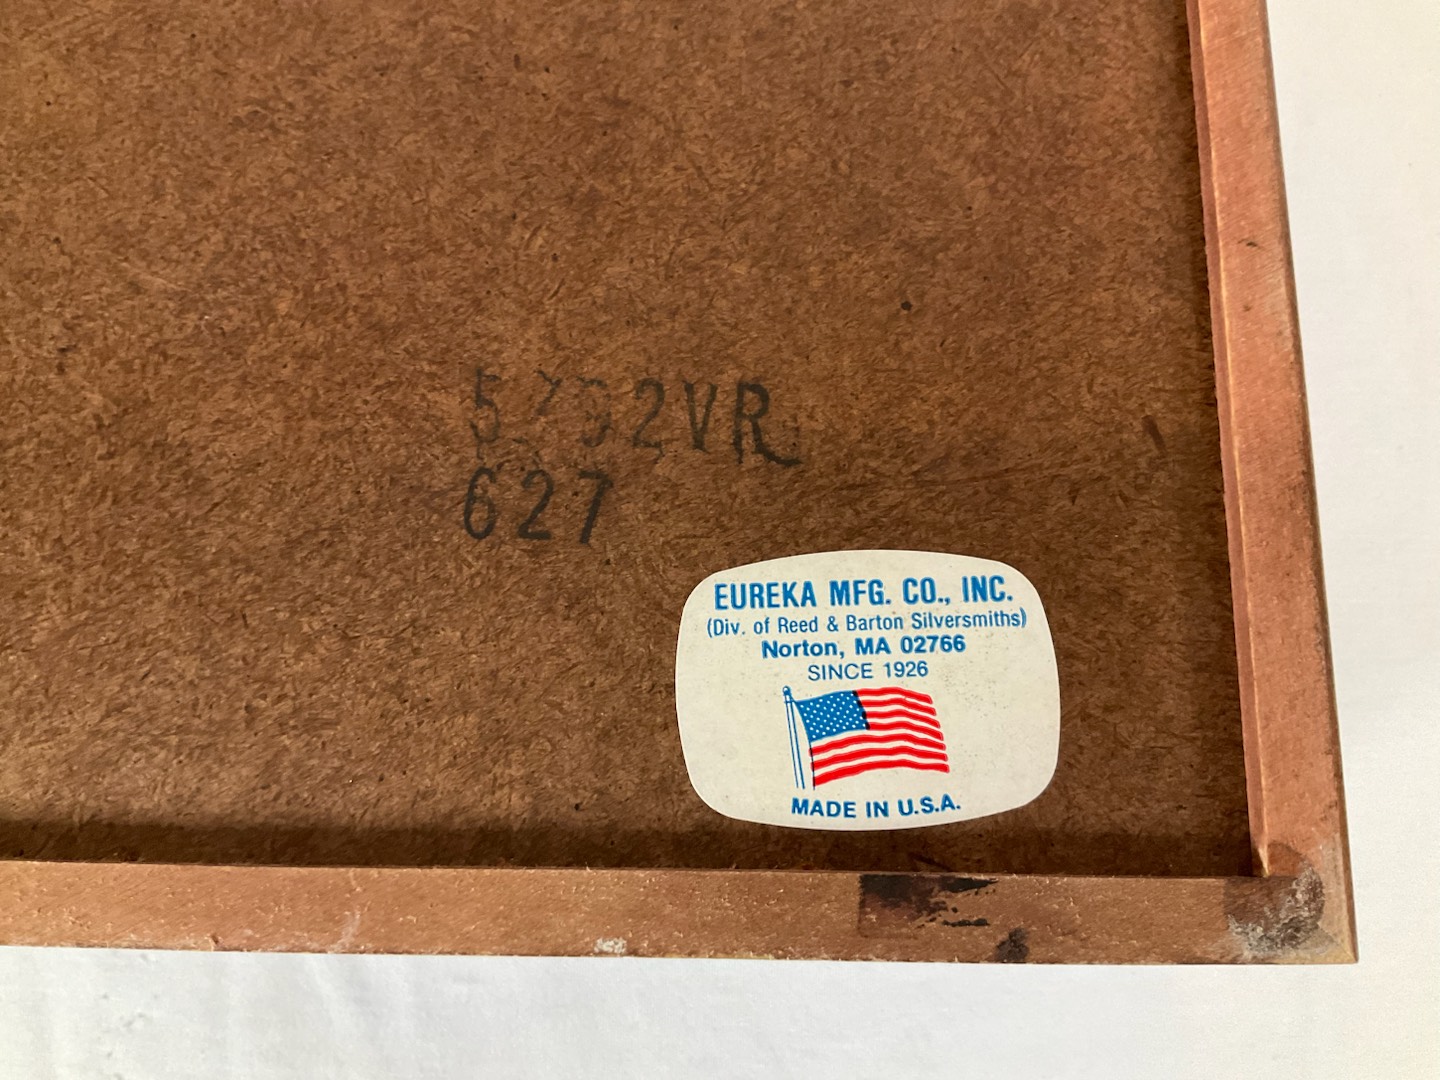 627
EUREKA MFG. CO., INC.
(Div. of Reed & Barton Silversmiths)
Norton, MA 02766
SINCE 1926
MADE IN U.S.A.